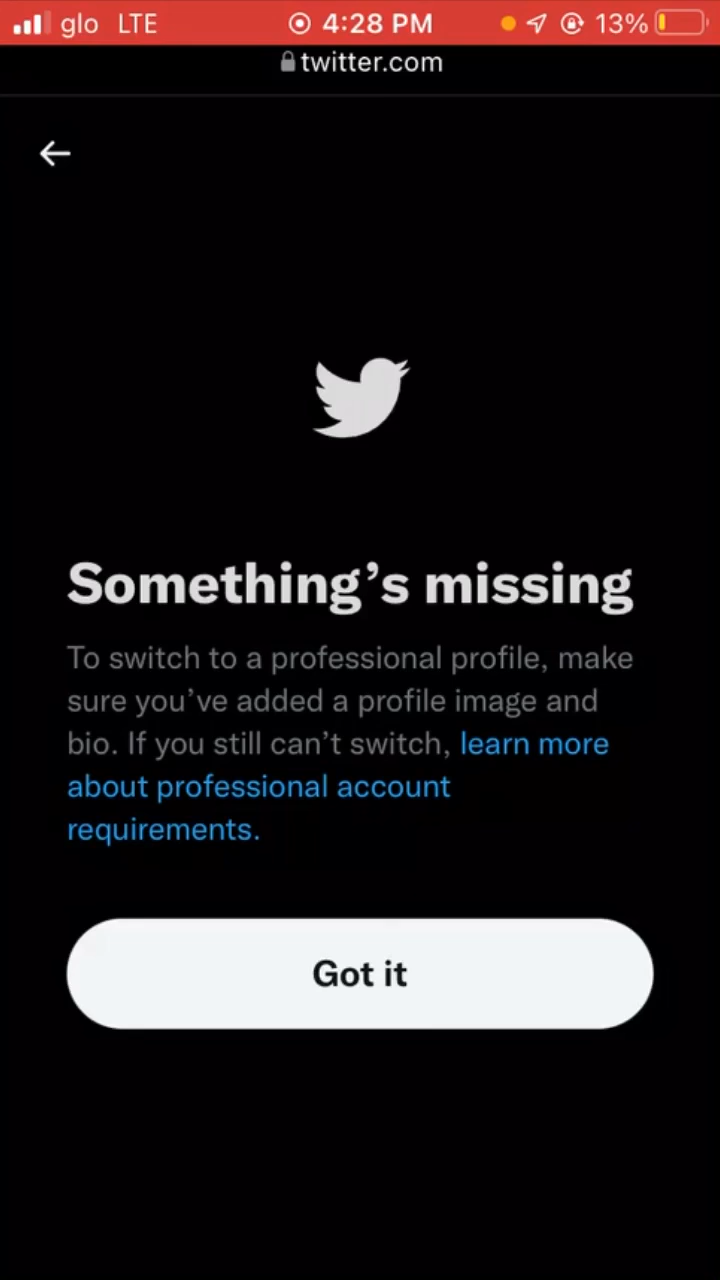 glo LTE 4:28 PM 13%
twitter.com
Something’s missing
To switch to a professional profile, make
sure you’ve added a profile image and
bio. If you still can’t switch, learn more
about professional account
requirements.
Got it